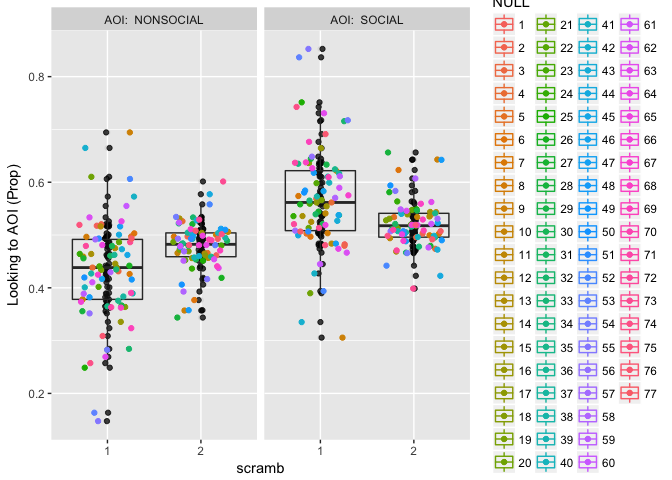 NULL
AOI: NONSOCIAL
AOI: SOCIAL
Looking to AOI (Prop)
0.8
0.6
0.4
0.2
1
2
1
2
scramb
1 21 41 61
2 22 42 62
3 23 43 63
4 24 44 64
5 25 45 65
6 26 46 66
7 27 47 67
8 28 48 68
9 29 49 69
10 30 50 70
11 31 51 71
12 32 52 72
13 33 53 73
14 34 54 74
15 35 55 75
16 36 56 76
17 37 57 77
18 38 58
19 39 59
20 40 60